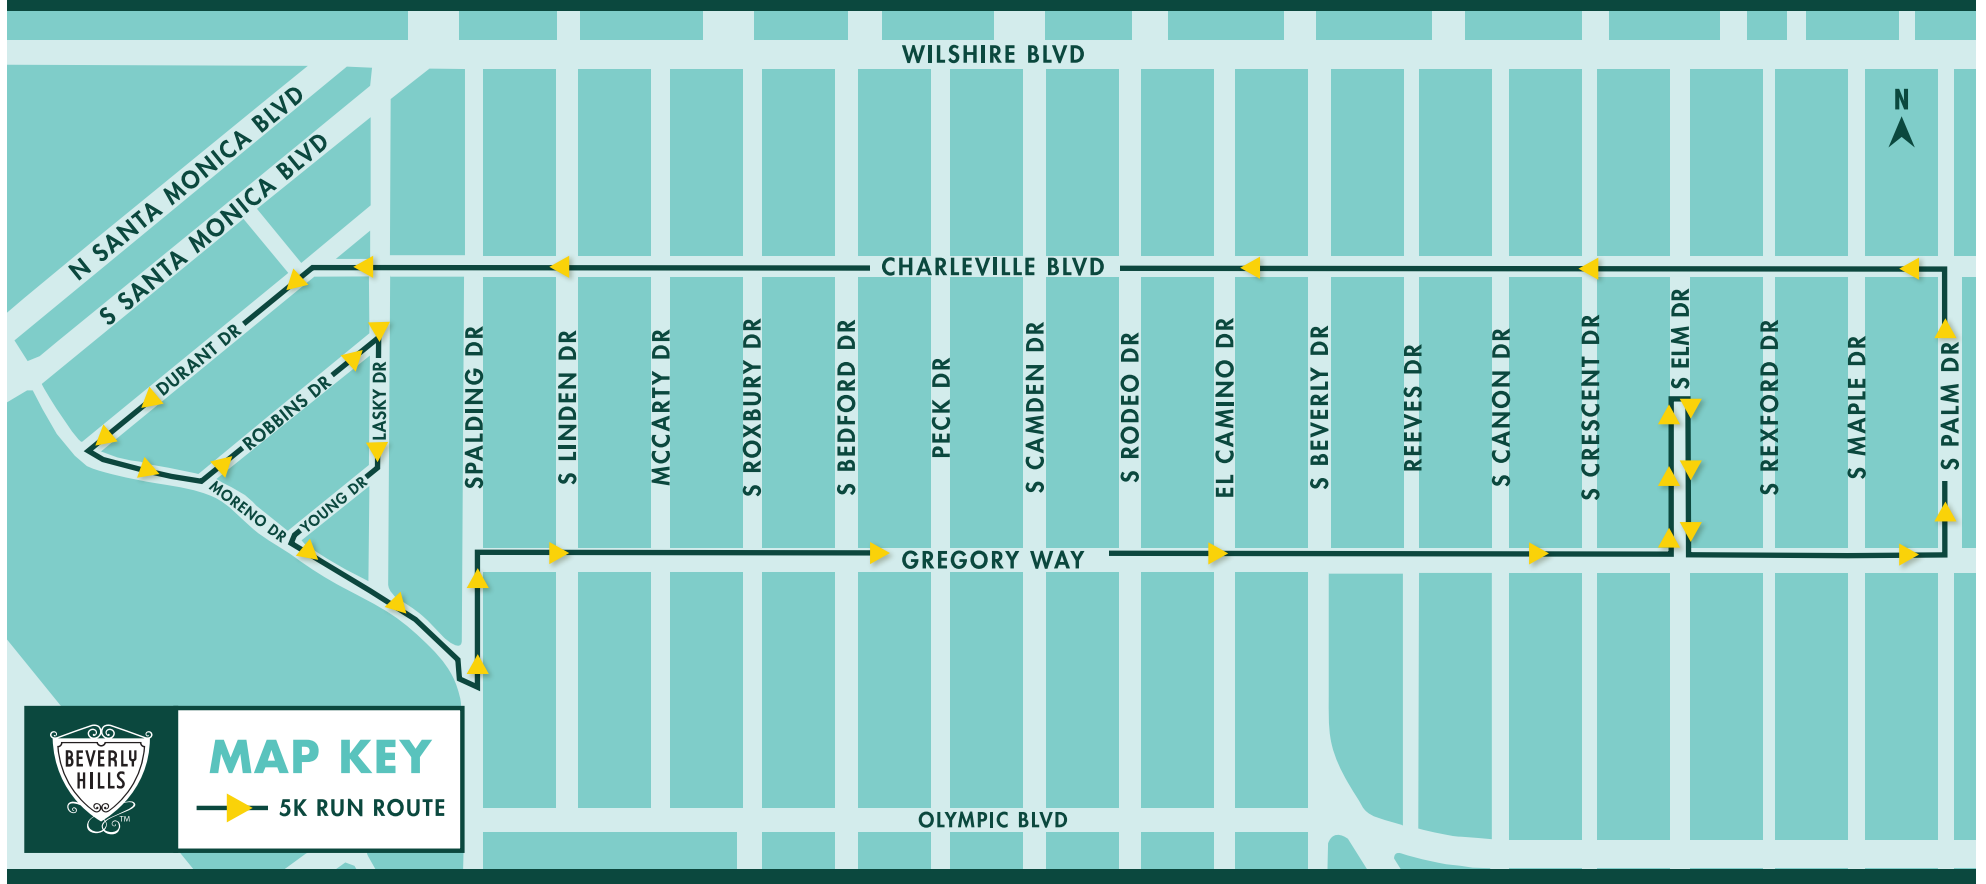 WILSHIRE BLVD
N SANTA MONICA BLVD
S SANTA MONICA BLVD
N
CHARLEVILLE BLVD
DURANT DR
ROBBINS DR
LASKY DR
YOUNG DR
MORENO DR
SPALDING DR
S LINDEN DR
MCCARTY DR
S ROXBURY DR
S BEDFORD DR
PECK DR
S CAMDEN DR
S RODEO DR
EL CAMINO DR
S BEVERLY DR
REEVES DR
S CANON DR
S CRESCENT DR
S ELM DR
S REXFORD DR
S MAPLE DR
S PALM DR
GREGORY WAY
OLYMPIC BLVD
BEVERLY
HILLS
TM
MAP KEY
5K RUN ROUTE